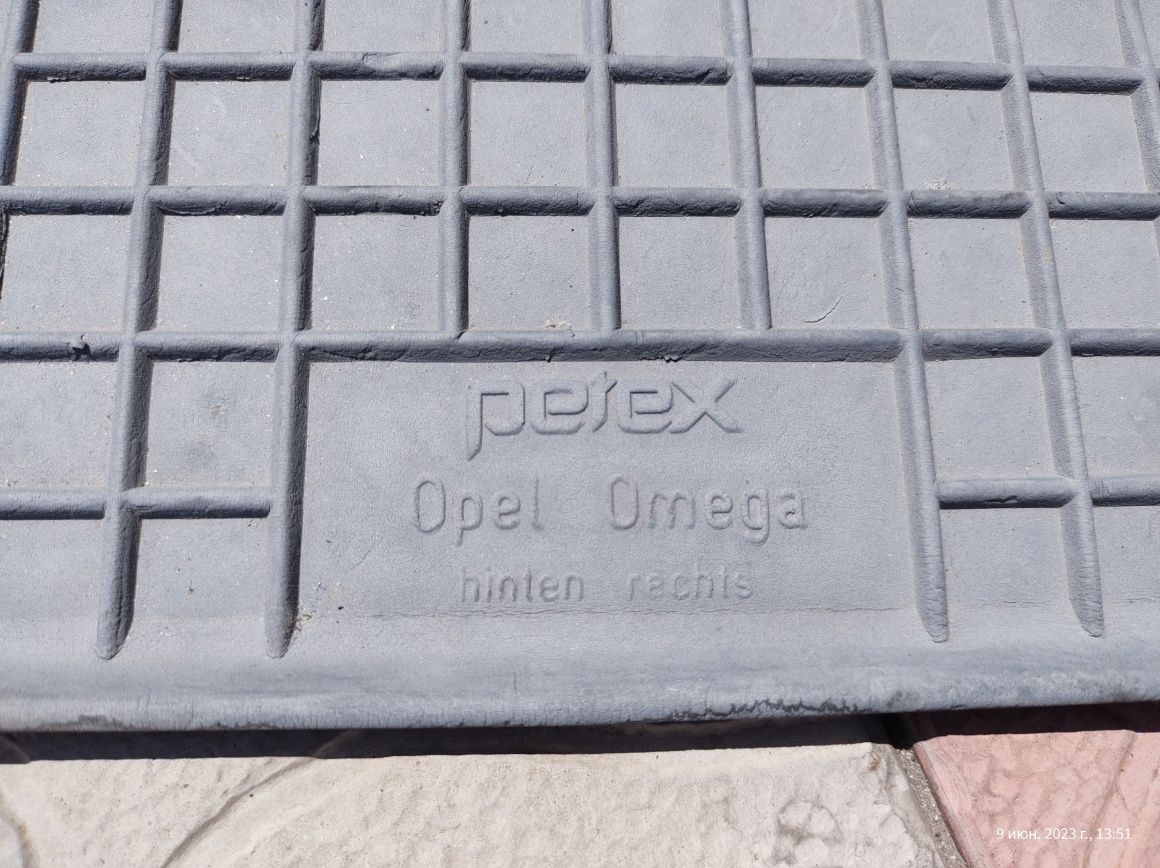 petex
Opel Omega
hinten rechts
9 июн. 2023 г., 13:51